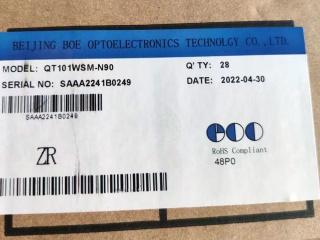 BEIJING BOE OPTOELECTRONICS TECHNOLGY CO.,LTD.
MODEL: QT101WSM-N90 Q'TY: 28
SERIAL NO: SAAA2241B0249 DATE: 2022-04-30
SAAA2241B0249
ZR
RoHS Compliant
48P0